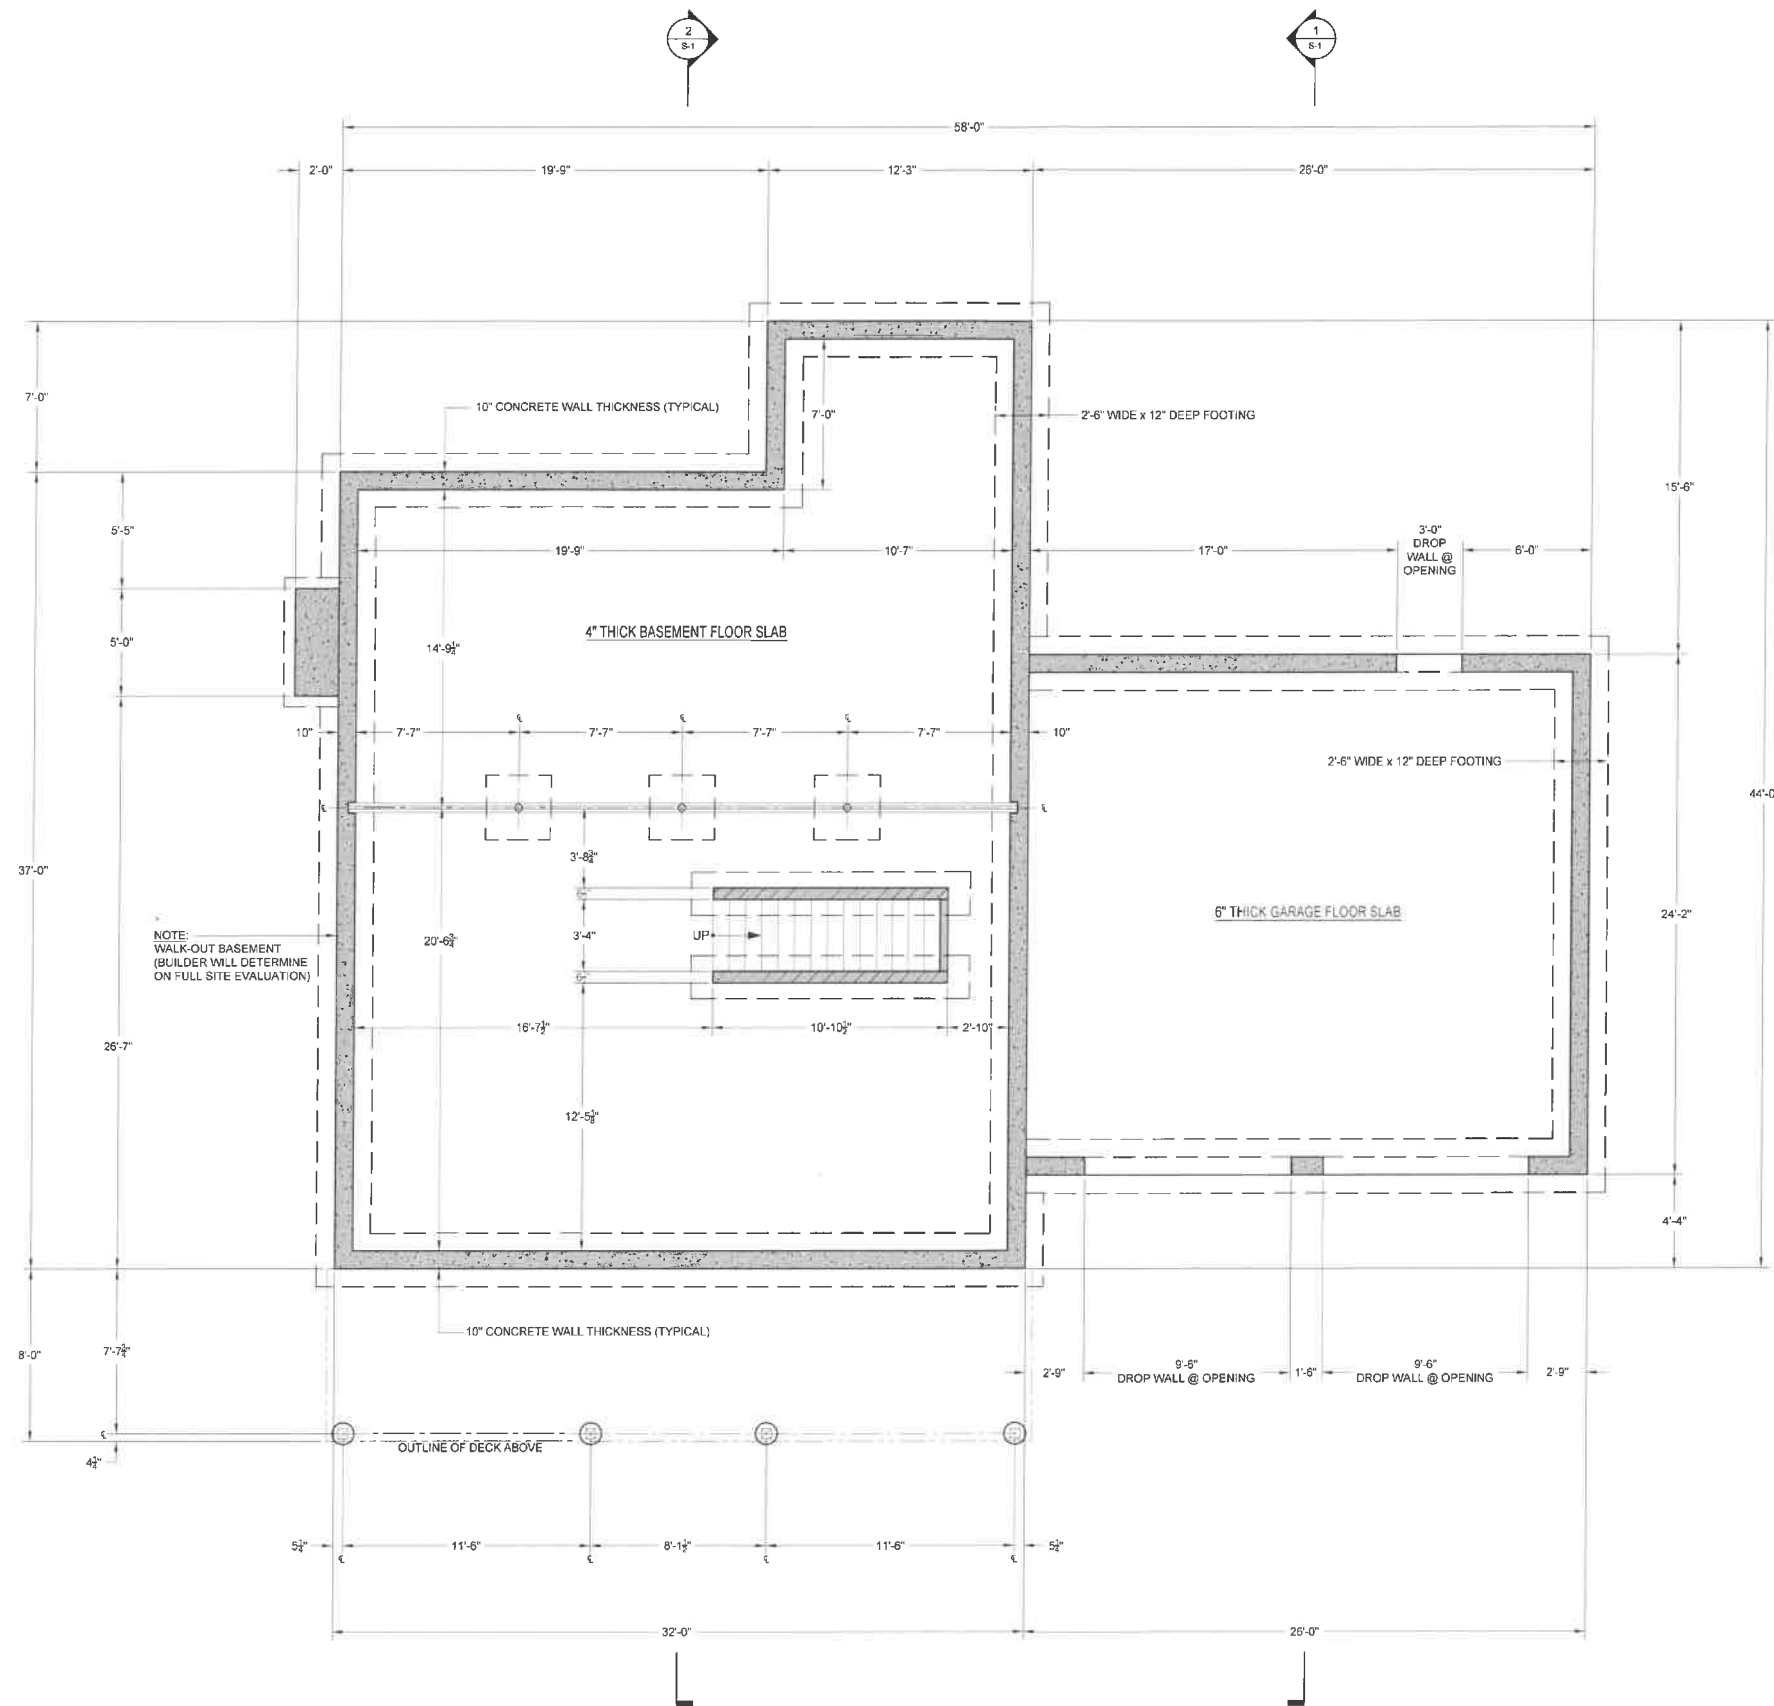 2
S-1
1
S-1
58'-0"
2'-0"
19'-9"
12'-3"
26'-0"
7'-0"
10" CONCRETE WALL THICKNESS (TYPICAL)
7'-0"
2'-6" WIDE x 12" DEEP FOOTING
15'-6"
5'-5"
19'-9"
10'-7"
17'-0"
3'-0"
DROP
WALL @
OPENING
6'-0"
4" THICK BASEMENT FLOOR SLAB
5'-0"
14'-9¼"
10"
7'-7"
7'-7"
7'-7"
7'-7"
10"
2'-6" WIDE x 12" DEEP FOOTING
44'-0
37'-0"
3'-8¾"
6" THICK GARAGE FLOOR SLAB
24'-2"
NOTE:
WALK-OUT BASEMENT
(BUILDER WILL DETERMINE
ON FULL SITE EVALUATION)
20'-6¾"
3'-4"
UP
16'-7½"
10'-10½"
2'-10"
26'-7"
12'-5⅛"
4'-4"
10" CONCRETE WALL THICKNESS (TYPICAL)
8'-0"
7'-7¾"
2'-9"
9'-6"
DROP WALL @ OPENING
1'-6"
9'-6"
DROP WALL @ OPENING
2'-9"
OUTLINE OF DECK ABOVE
4¼"
5¼"
11'-6"
8'-1½"
11'-6"
5¼"
32'-0"
26'-0"